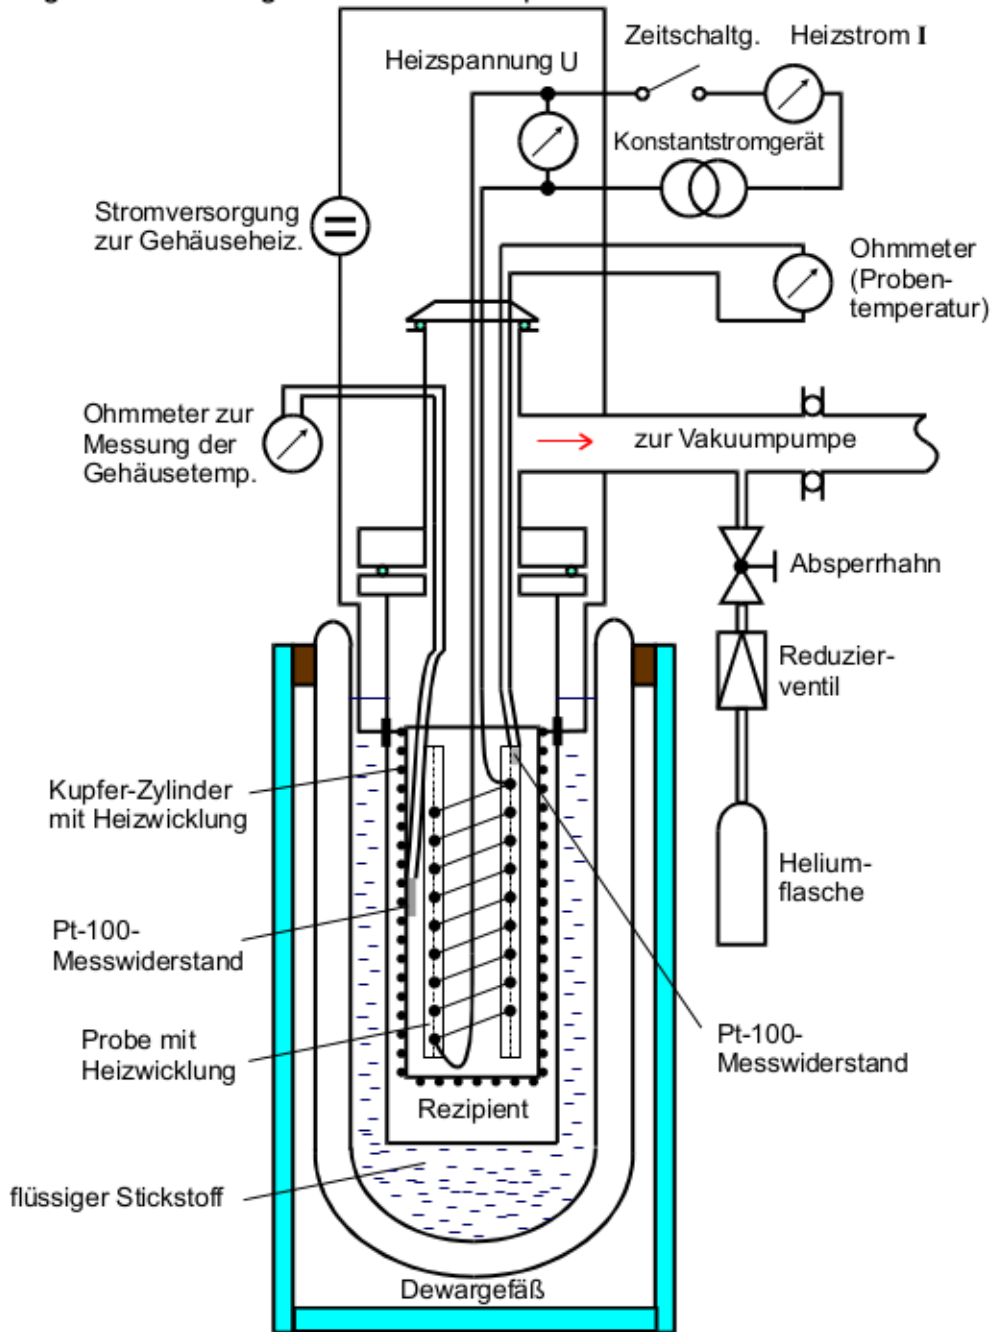 Zeitschaltg.
Heizstrom I
Heizspannung U
Konstantstromgerät
Stromversorgung
zur Gehäuseheiz.
Ohmmeter
(Proben-
temperatur)
Ohmmeter zur
Messung der
Gehäusetemp.
zur Vakuumpumpe
Absperrhahn
Reduzier-
ventil
Kupfer-Zylinder
mit Heizwicklung
Helium-
flasche
Pt-100-
Messwiderstand
Probe mit
Heizwicklung
Pt-100-
Messwiderstand
Rezipient
flüssiger Stickstoff
Dewargefäß